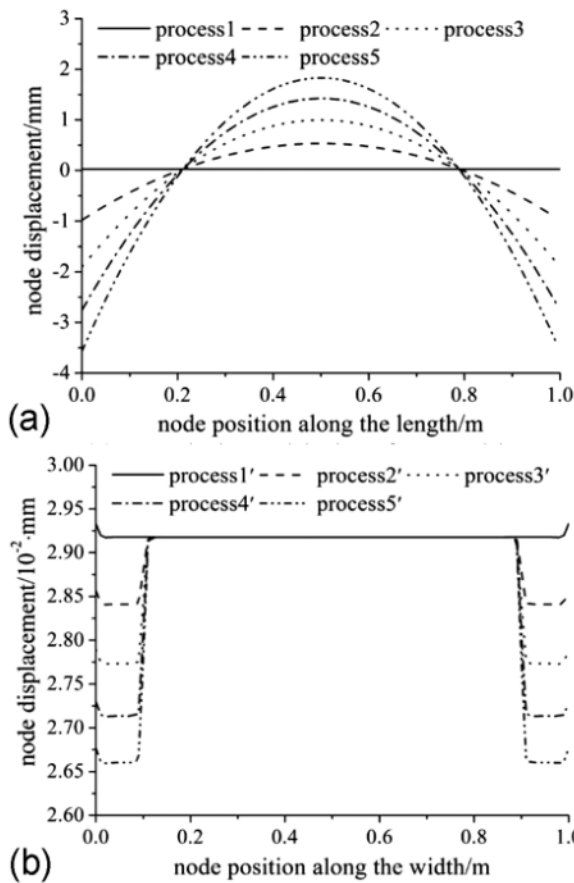 process1 process2 process3
process4 process5
3
2
1
0
-1
-2
-3
-4
node displacement/mm
0.0 0.2 0.4 0.6 0.8 1.0
node position along the length/m
(a)
3.00
2.95
2.90
2.85
2.80
2.75
2.70
2.65
2.60
process1′ process2′ process3′
process4′ process5′
node displacement/10⁻²·mm
0.0 0.2 0.4 0.6 0.8 1.0
node position along the width/m
(b)